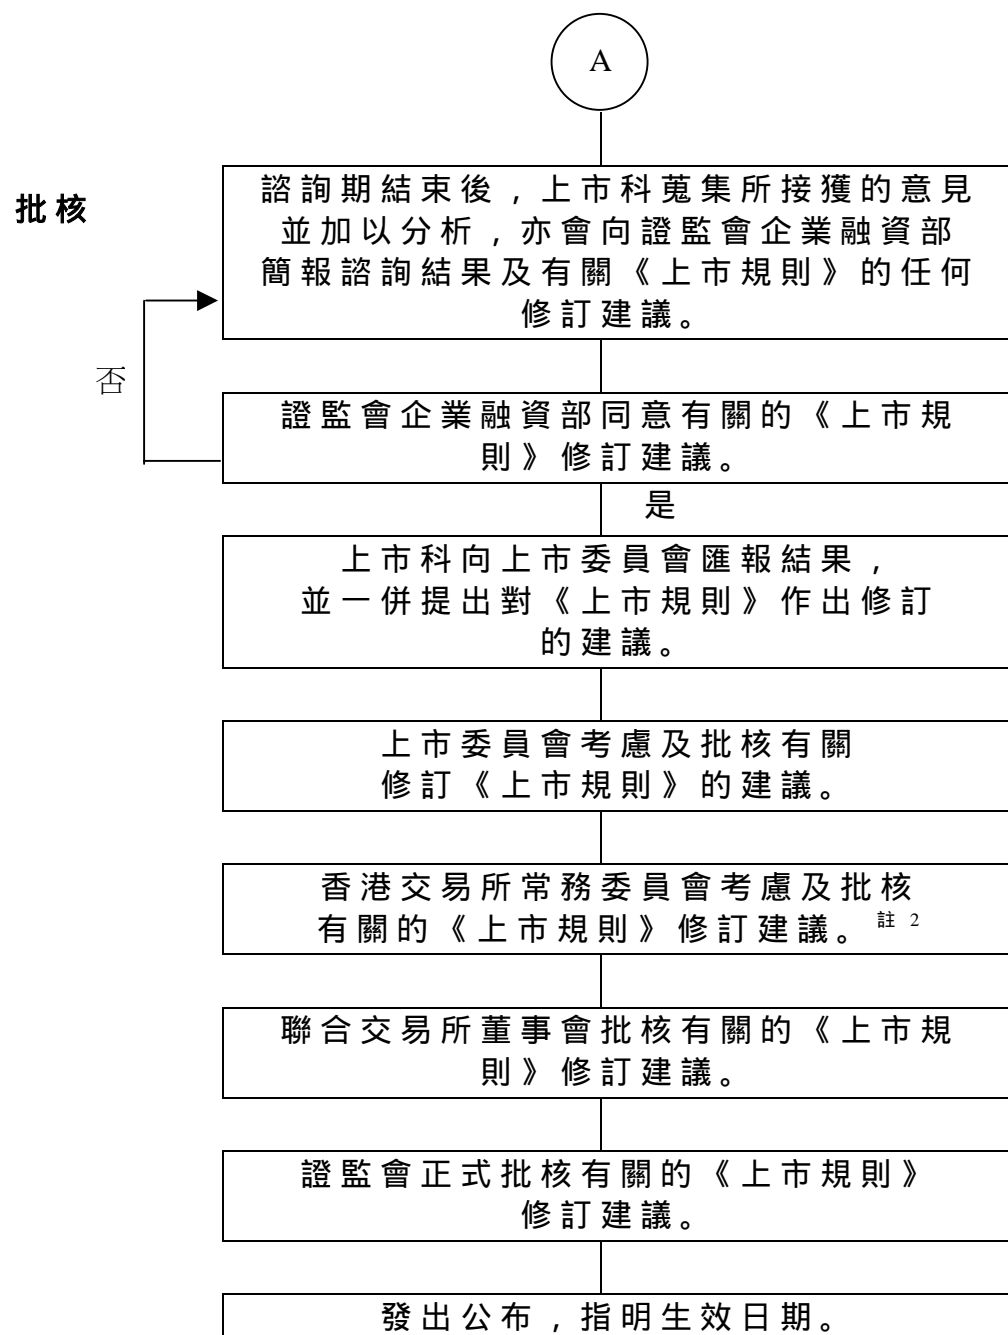 A
批核
諮詢期結束後，上市科蒐集所接獲的意見
並加以分析，亦會向證監會企業融資部
簡報諮詢結果及有關《上市規則》的任何
修訂建議。
否
證監會企業融資部同意有關的《上市規
則》修訂建議。
是
上市科向上市委員會匯報結果，
並一併提出對《上市規則》作出修訂
的建議。
上市委員會考慮及批核有關
修訂《上市規則》的建議。
香港交易所常務委員會考慮及批核
有關的《上市規則》修訂建議。註 2
聯合交易所董事會批核有關的《上市規
則》修訂建議。
證監會正式批核有關的《上市規則》
修訂建議。
發出公布，指明生效日期。